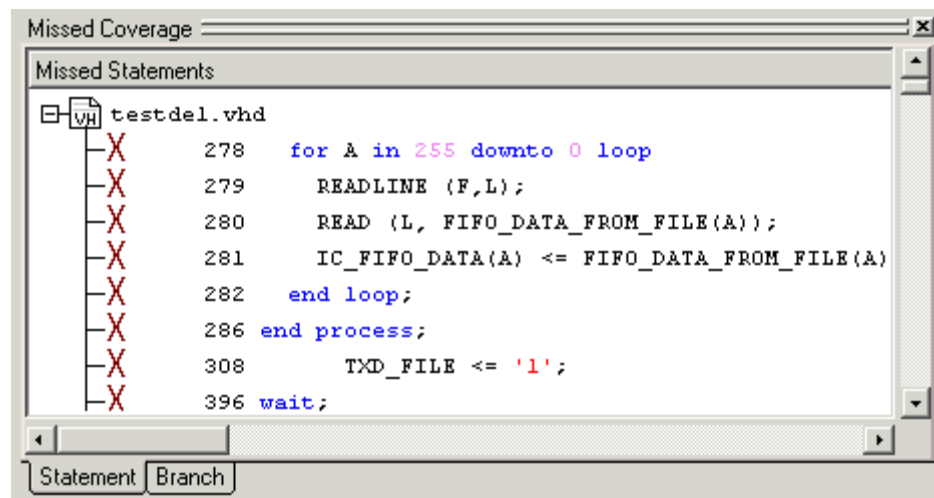 Missed Coverage
Missed Statements
VH testdel.vhd
X 278 for A in 255 downto 0 loop
X 279 READLINE (F,L);
X 280 READ (L, FIFO_DATA_FROM_FILE(A));
X 281 IC_FIFO_DATA(A) <= FIFO_DATA_FROM_FILE(A)
X 282 end loop;
X 286 end process;
X 308 TXD_FILE <= '1';
X 396 wait;
Statement Branch